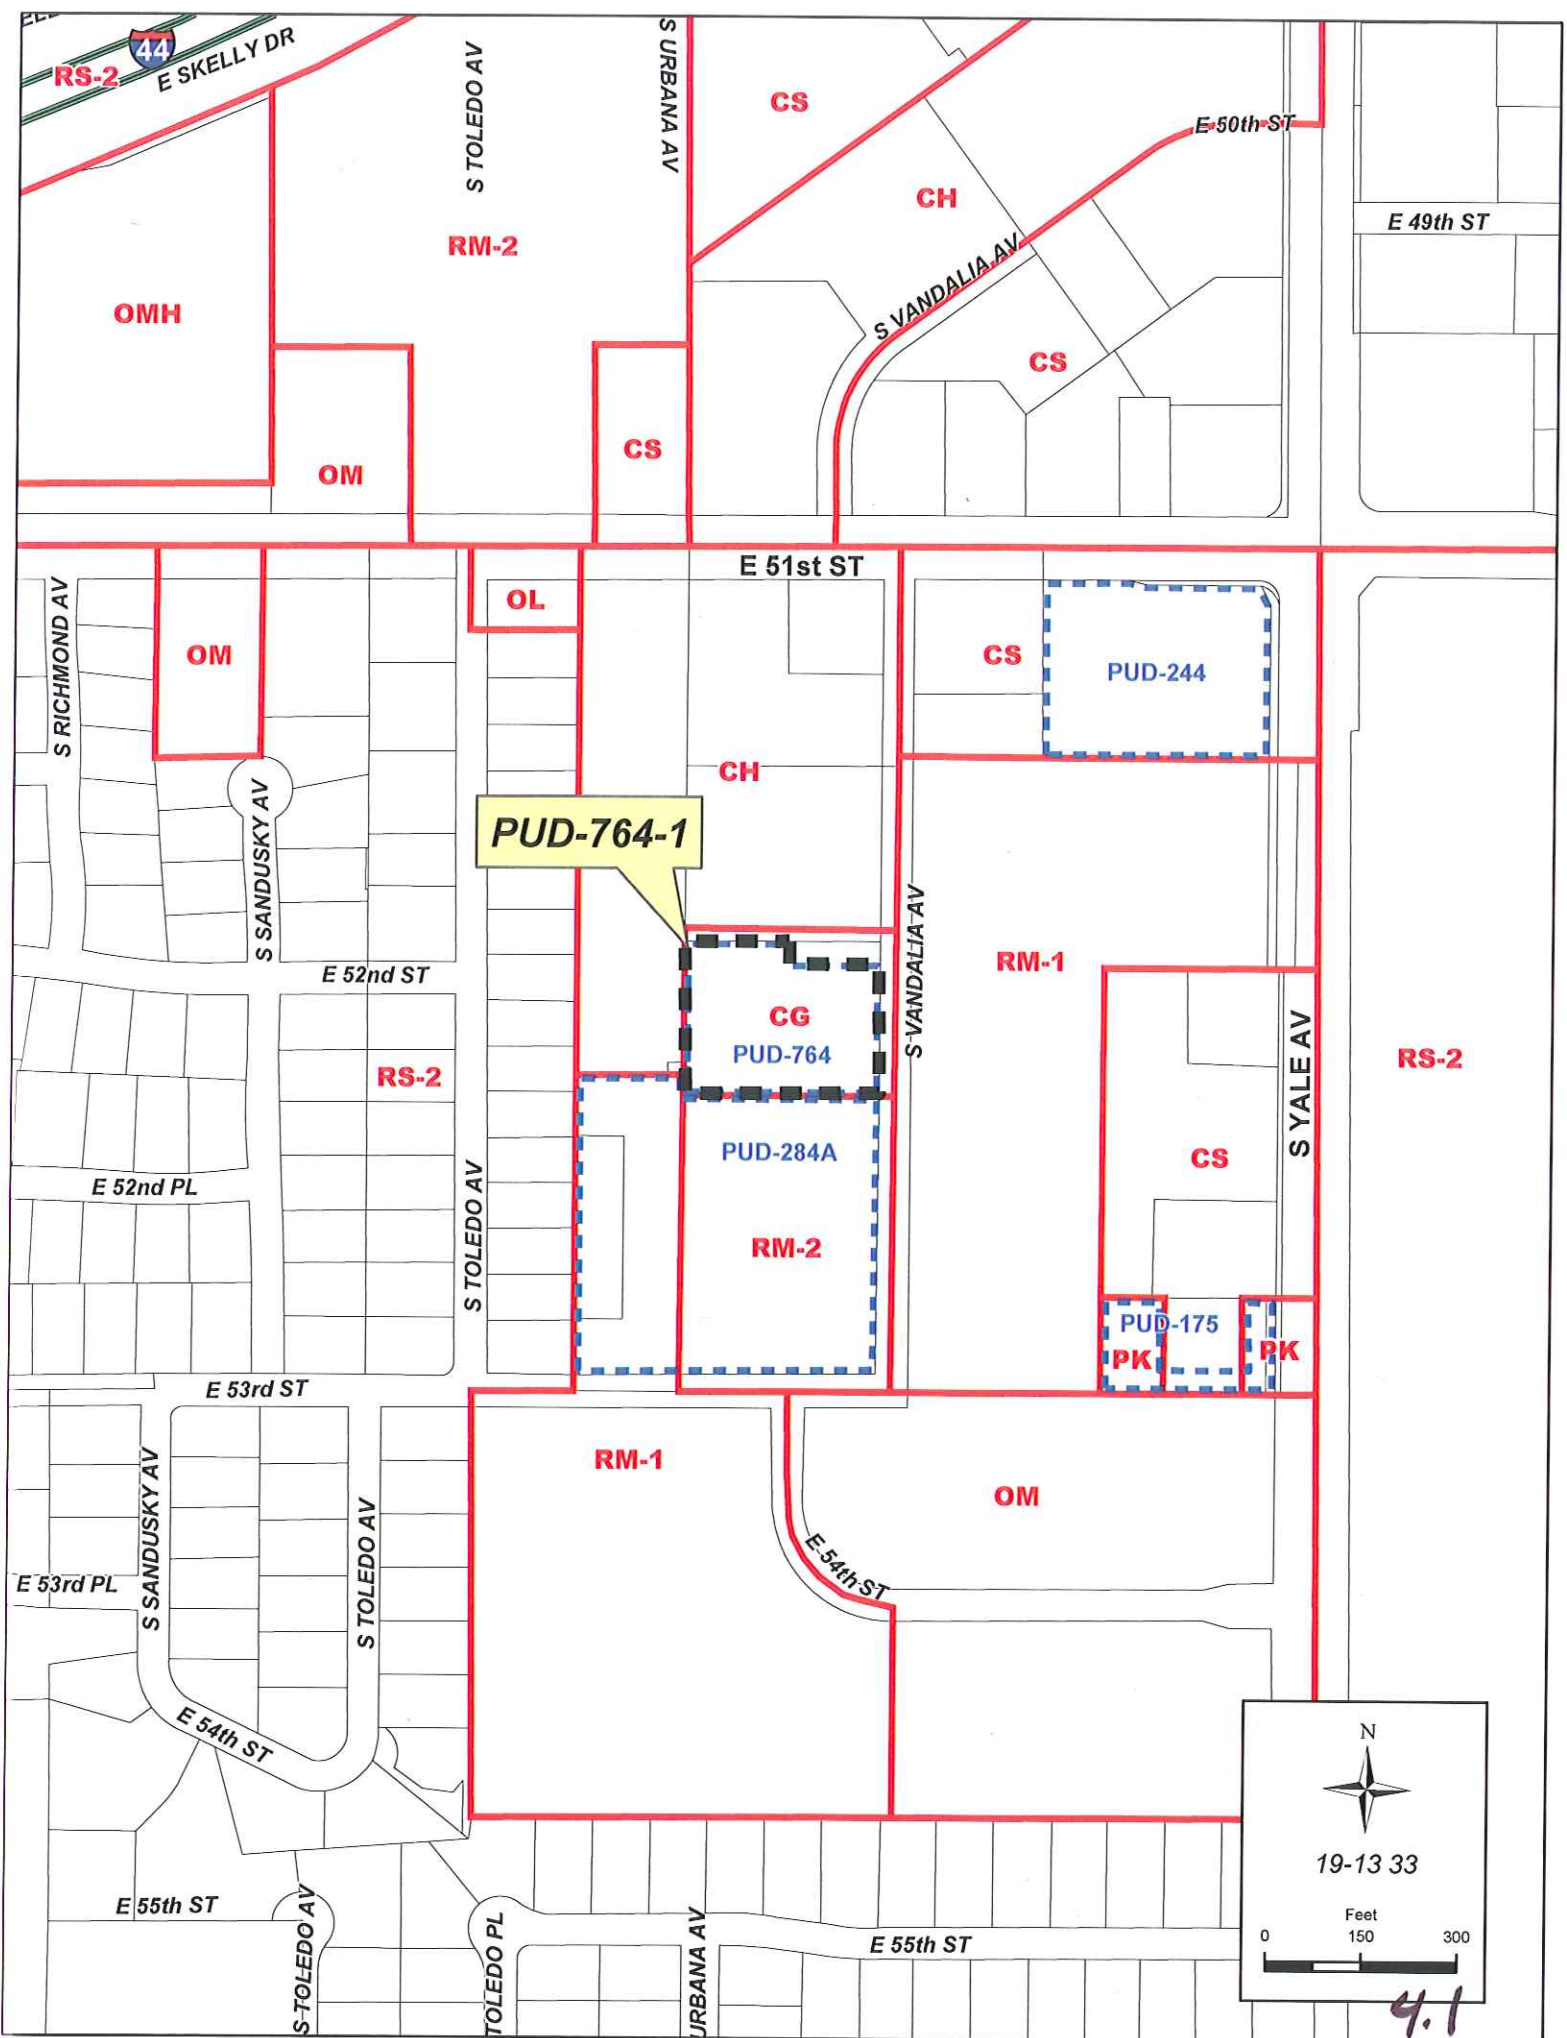 44
RS-2
E SKELLY DR
S TOLEDO AV
S URBANA AV
CS
E 50th ST
CH
E 49th ST
RM-2
S VANDALIA AV
OMH
CS
CS
OM
E 51st ST
S RICHMOND AV
OM
OL
CS
PUD-244
CH
S SANDUSKY AV
PUD-764-1
S VANDALIA AV
E 52nd ST
RM-1
CG
PUD-764
S YALE AV
RS-2
RS-2
PUD-284A
CS
E 52nd PL
S TOLEDO AV
RM-2
PUD-175
PK
PK
E 53rd ST
RM-1
OM
S SANDUSKY AV
S TOLEDO AV
E 54th ST
E 53rd PL
E 54th ST
N
19-13 33
Feet
0 150 300
E 55th ST
S TOLEDO AV
TOLEDO PL
URBANA AV
E 55th ST
4.1